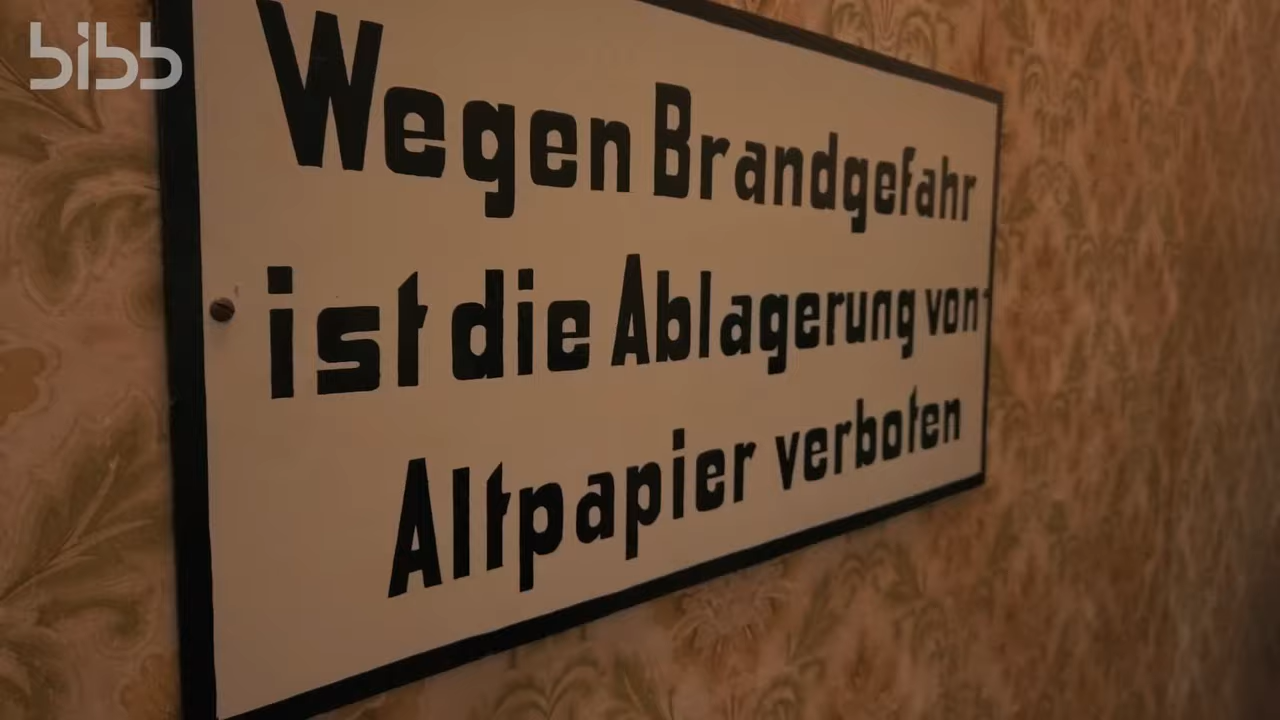 bibb
Wegen Brandgefahr
ist die Ablagerung von
Altpapier verboten